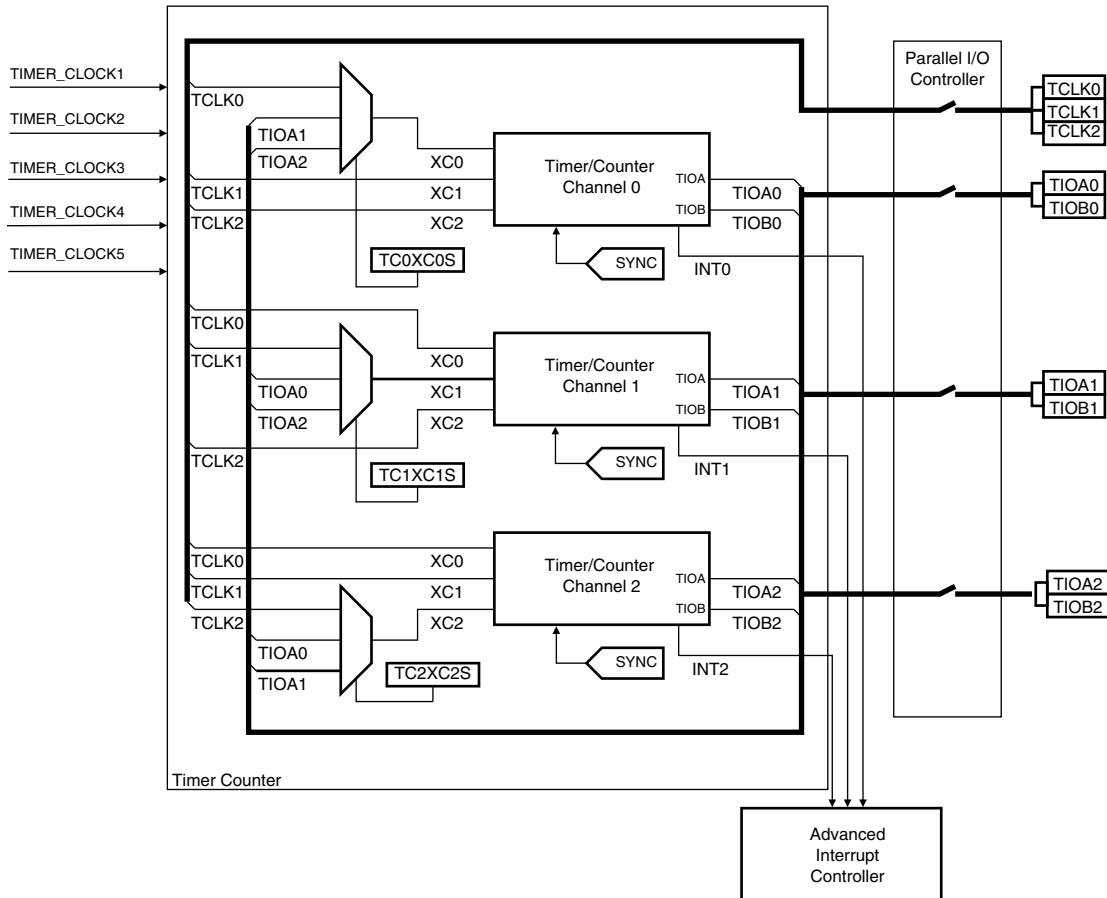 TIMER_CLOCK1
TIMER_CLOCK2
TIMER_CLOCK3
TIMER_CLOCK4
TIMER_CLOCK5
TCLK0
TIOA1
TIOA2
TCLK1
TCLK2
XC0
XC1
XC2
TC0XC0S
Timer/Counter
Channel 0
TIOA
TIOB
TIOA0
TIOB0
SYNC
INT0
TCLK0
TCLK1
TIOA0
TIOA2
TCLK2
XC0
XC1
XC2
TC1XC1S
Timer/Counter
Channel 1
TIOA
TIOB
TIOA1
TIOB1
SYNC
INT1
TCLK0
TCLK1
TCLK2
TIOA0
TIOA1
XC0
XC1
XC2
TC2XC2S
Timer/Counter
Channel 2
TIOA
TIOB
TIOA2
TIOB2
SYNC
INT2
Timer Counter
Parallel I/O
Controller
TCLK0
TCLK1
TCLK2
TIOA0
TIOB0
TIOA1
TIOB1
TIOA2
TIOB2
Advanced
Interrupt
Controller